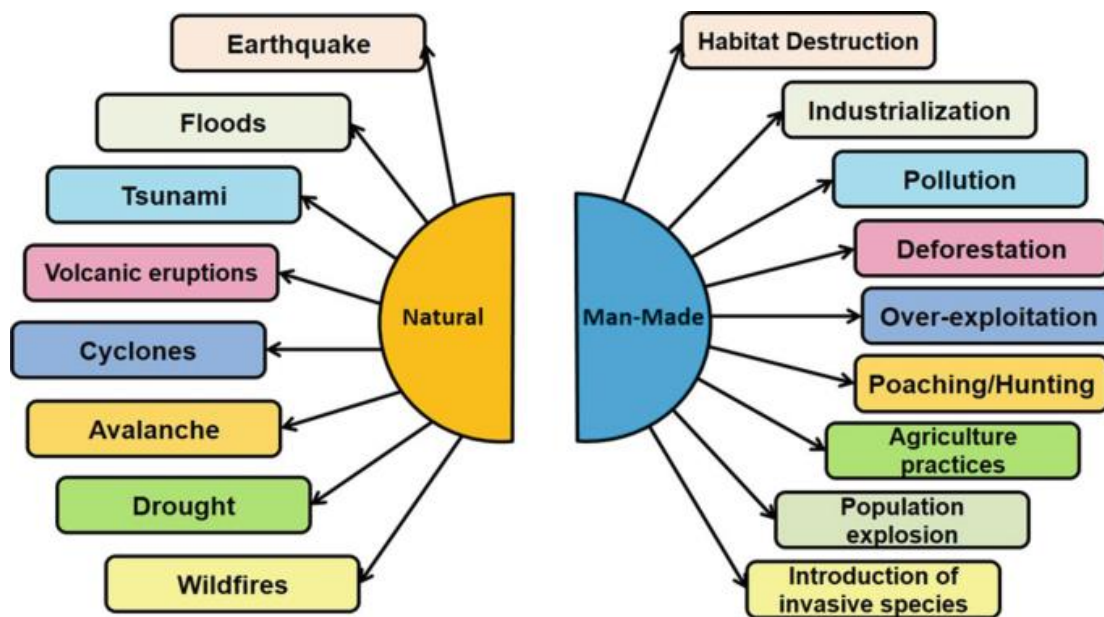 Earthquake
Floods
Tsunami
Volcanic eruptions
Cyclones
Avalanche
Drought
Wildfires
Natural
Man-Made
Habitat Destruction
Industrialization
Pollution
Deforestation
Over-exploitation
Poaching/Hunting
Agriculture
practices
Population
explosion
Introduction of
invasive species